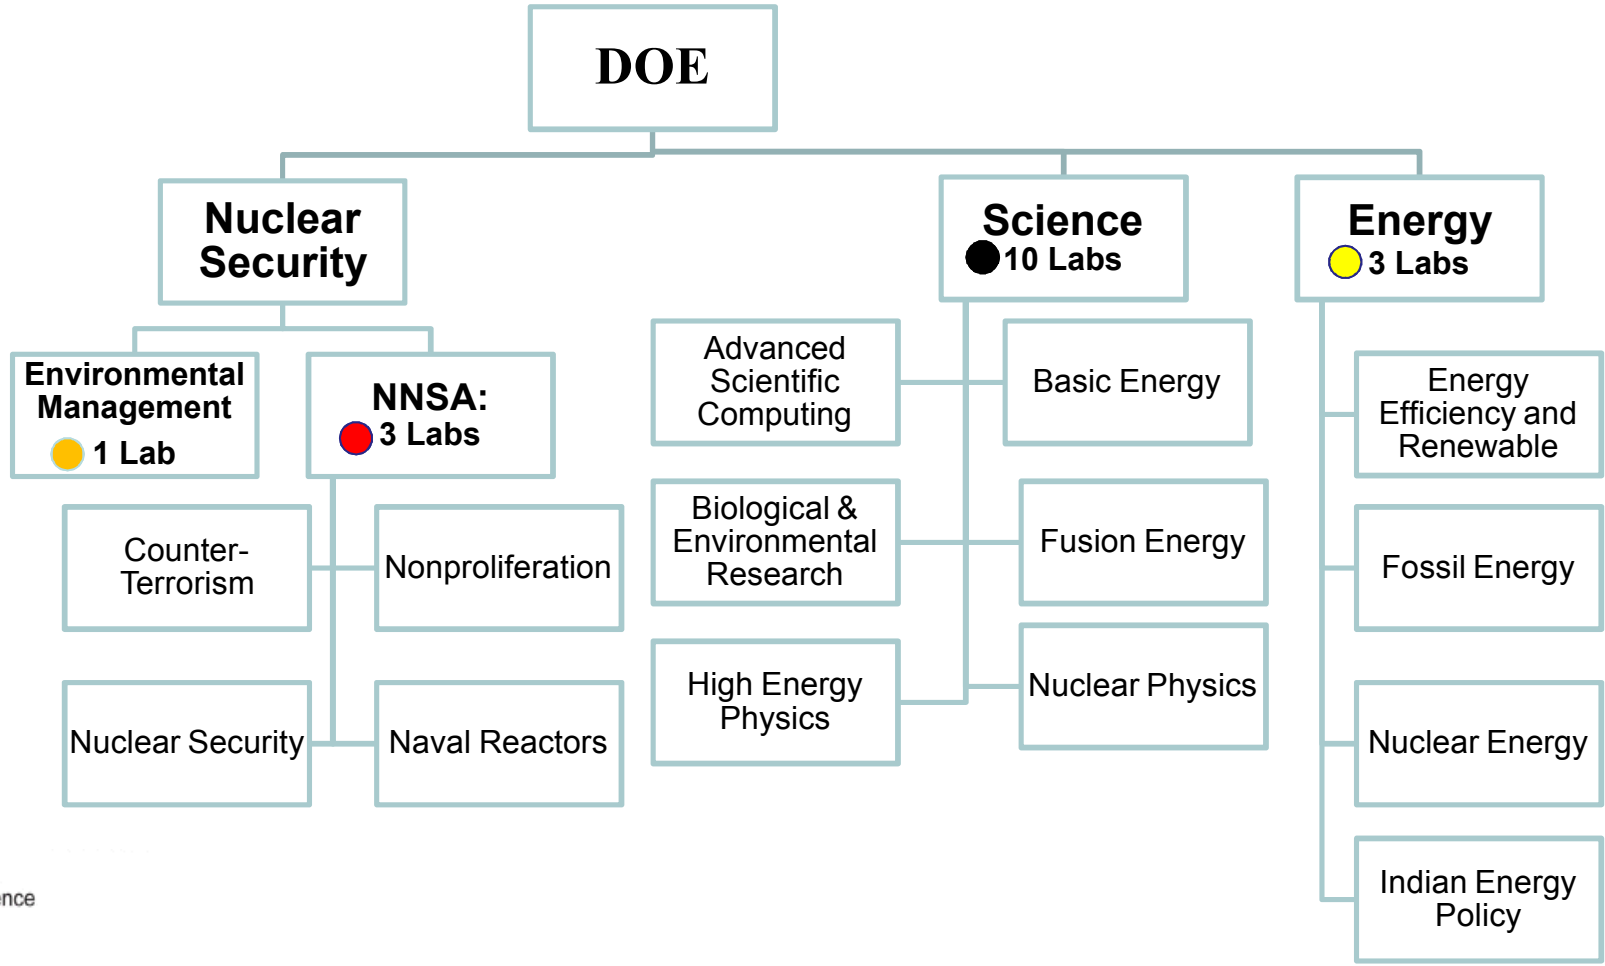 DOE
Nuclear
Security
Science
10 Labs
Energy
3 Labs
Environmental
Management
1 Lab
NNSA:
3 Labs
Counter-
Terrorism
Nonproliferation
Nuclear Security
Naval Reactors
Advanced
Scientific
Computing
Basic Energy
Biological &
Environmental
Research
Fusion Energy
High Energy
Physics
Nuclear Physics
Energy
Efficiency and
Renewable
Fossil Energy
Nuclear Energy
Indian Energy
Policy